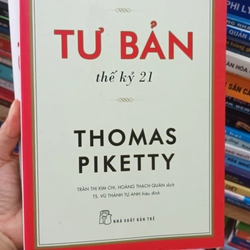 TƯ BẢN
thế kỷ 21
THOMAS
PIKETTY
TRẦN THỊ KIM CHI, HOÀNG THẠCH QUÂN dịch
TS. VŨ THÀNH TỰ ANH hiệu đính
NHÀ XUẤT BẢN TRẺ